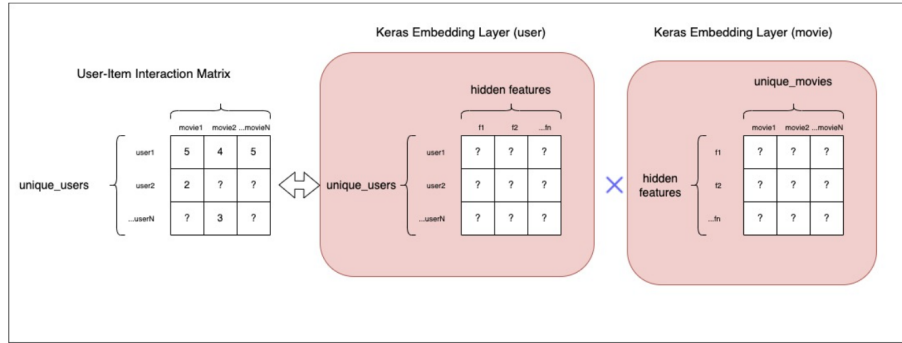 Keras Embedding Layer (user)
Keras Embedding Layer (movie)
User-Item Interaction Matrix
hidden features
unique_movies
movie1 movie2 ...movieN
f1 f2 ...fn
movie1 movie2 ...movieN
user1 5 4 5
user1 ? ? ?
f1 ? ? ?
unique_users
user2 2 ? ?
unique_users
user2 ? ? ?
hidden
features
f2 ? ? ?
...userN ? 3 ?
...userN ? ? ?
...fn ? ? ?